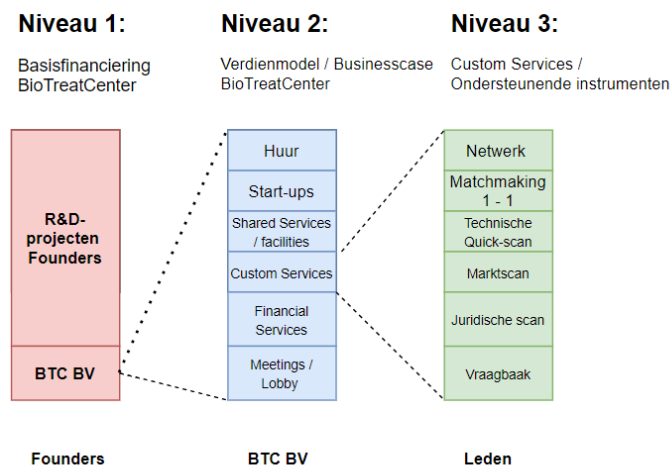 Niveau 1:
Basisfinanciering
BioTreatCenter
R&D-
projecten
Founders
BTC BV
Founders
Niveau 2:
Verdienmodel / Businesscase
BioTreatCenter
Huur
Start-ups
Shared Services
/ facilities
Custom Services
Financial
Services
Meetings /
Lobby
BTC BV
Niveau 3:
Custom Services /
Ondersteunende instrumenten
Netwerk
Matchmaking
1 - 1
Technische
Quick-scan
Marktscan
Juridische scan
Vraagbaak
Leden